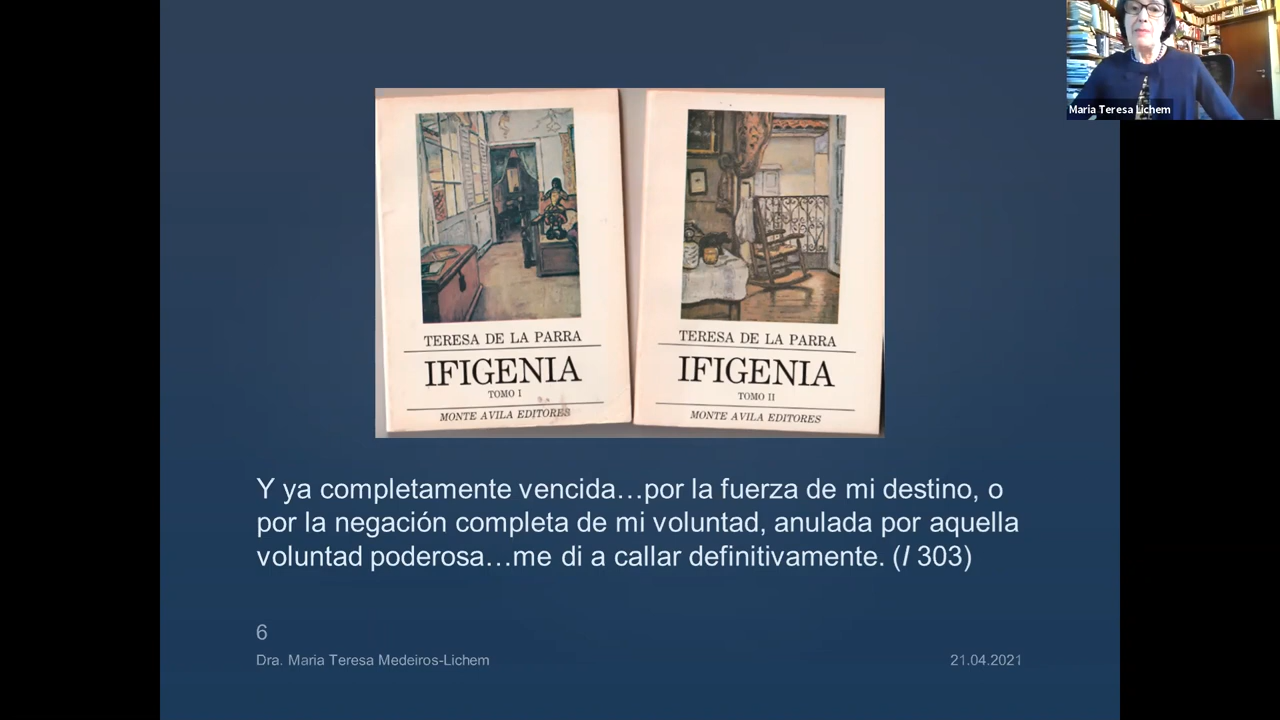 Maria Teresa Lichem
TERESA DE LA PARRA
IFIGENIA
TOMO I
MONTE AVILA EDITORES
TERESA DE LA PARRA
IFIGENIA
TOMO II
MONTE AVILA EDITORES
Y ya completamente vencida…por la fuerza de mi destino, o
por la negación completa de mi voluntad, anulada por aquella
voluntad poderosa…me di a callar definitivamente. (I 303)
6
Dra. Maria Teresa Medeiros-Lichem
21.04.2021